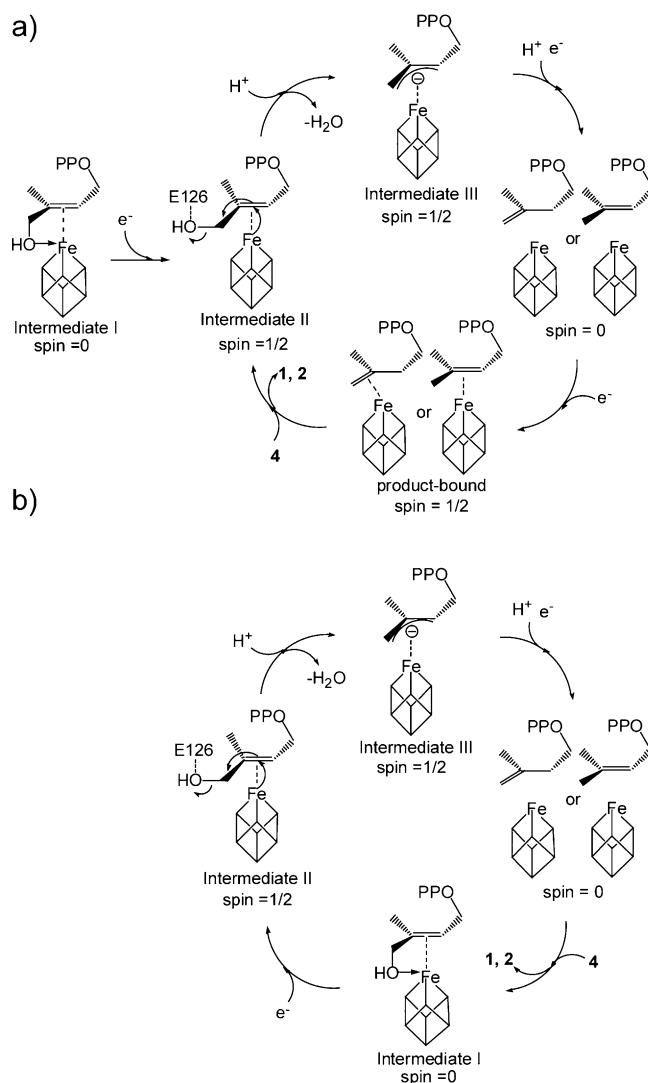 a)
PPO
H⁺ e⁻
H⁺
-H₂O
⊖
Fe
PPO
PPO
E126
PPO
PPO
Intermediate III
spin =1/2
HO
Fe
e⁻
HO
Fe
Fe
or
Fe
Intermediate I
spin =0
Intermediate II
spin =1/2
PPO
PPO
spin = 0
1, 2
Fe
or
Fe
e⁻
4
product-bound
spin = 1/2
b)
PPO
H⁺ e⁻
H⁺
⊖
-H₂O
Fe
PPO
PPO
PPO
E126
HO
Intermediate III
spin =1/2
Fe
Fe
or
Fe
Intermediate II
spin =1/2
PPO
spin = 0
HO
Fe
1, 2
4
e⁻
Intermediate I
spin =0